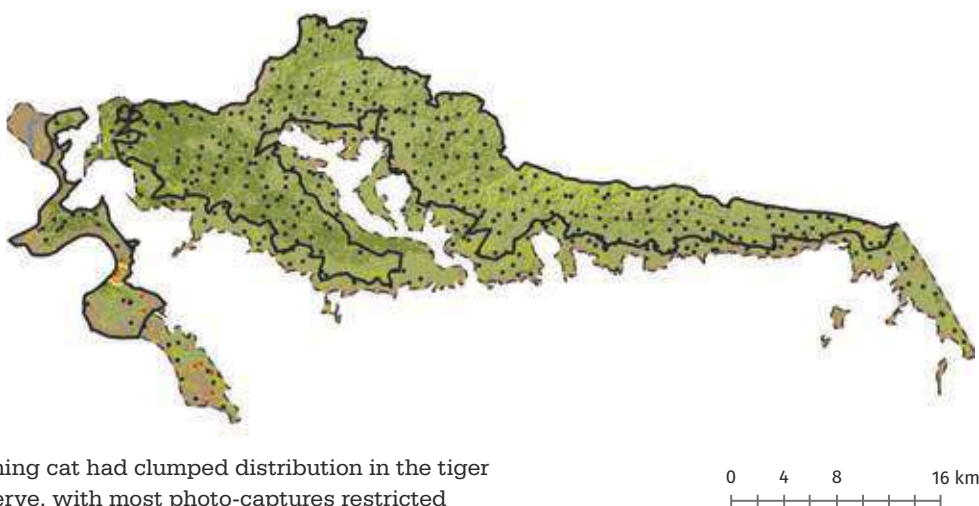 hing cat had clumped distribution in the tiger
erve, with most photo-captures restricted
0 4 8 16 km